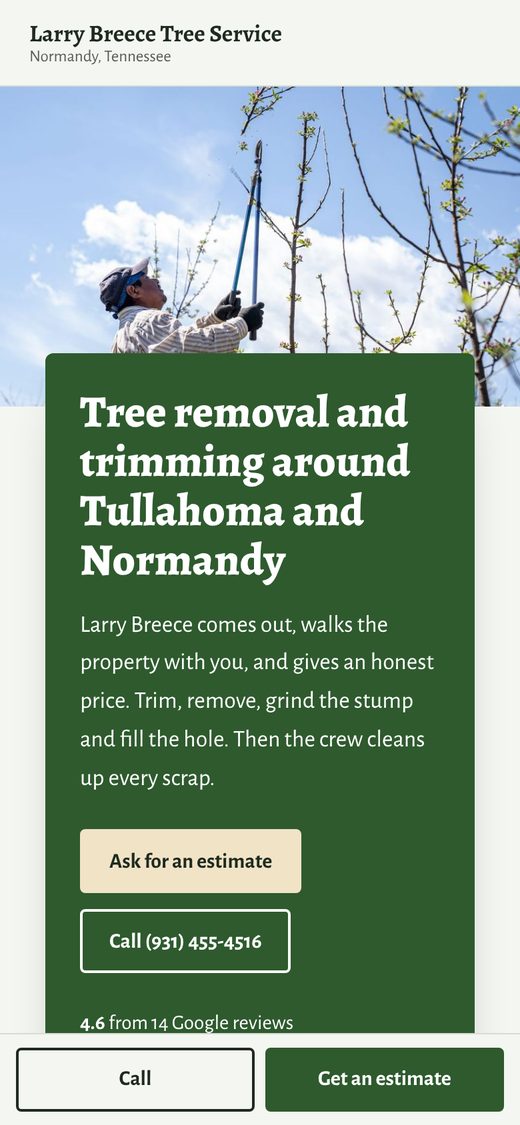 Larry Breece Tree Service
Normandy, Tennessee
Tree removal and
trimming around
Tullahoma and
Normandy
Larry Breece comes out, walks the
property with you, and gives an honest
price. Trim, remove, grind the stump
and fill the hole. Then the crew cleans
up every scrap.
Ask for an estimate
Call (931) 455-4516
4.6 from 14 Google reviews
Call
Get an estimate